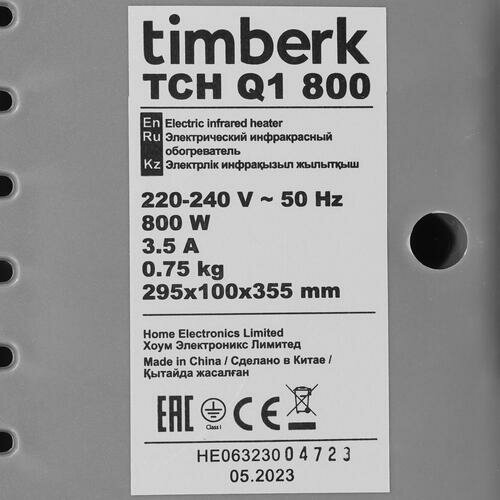 timberk
TCH Q1 800
En Electric infrared heater
Ru Электрический инфракрасный
обогреватель
Kz Электрлік инфрақызыл жылытқыш
220-240 V ~ 50 Hz
800 W
3.5 A
0.75 kg
295x100x355 mm
Home Electronics Limited
Хоум Электроникс Лимитед
Made in China / Сделано в Китае /
Қытайда жасалған
EAC Class I CE
HE06323004723
05.2023